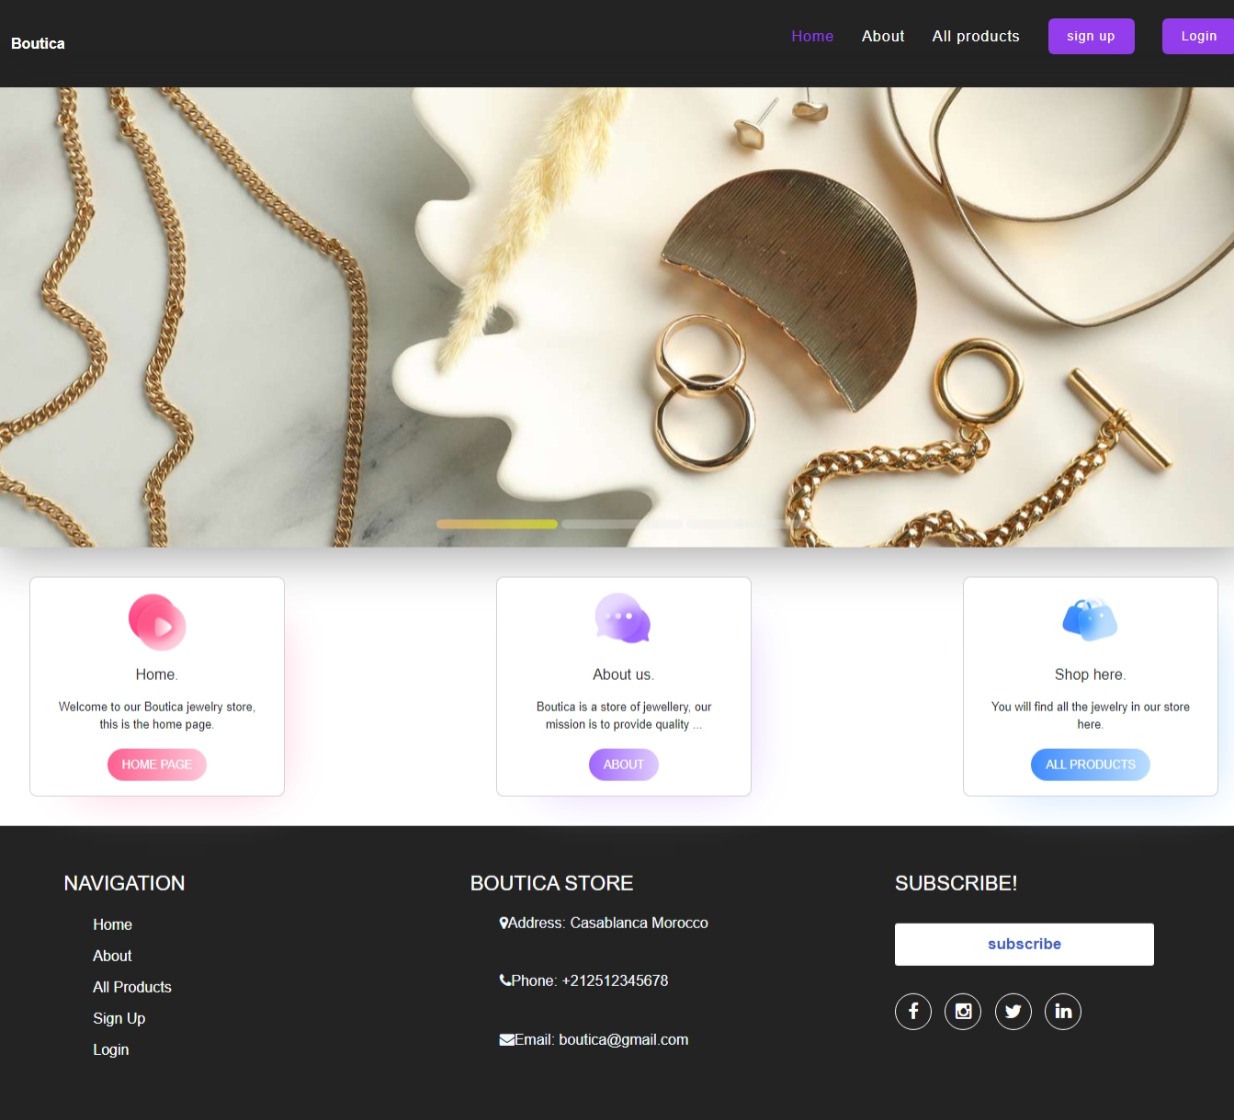 Boutica
Home
About
All products
sign up
Login
Home.
Welcome to our Boutica jewelry store,
this is the home page.
HOME PAGE
About us.
Boutica is a store of jewellery, our
mission is to provide quality ...
ABOUT
Shop here.
You will find all the jewelry in our store
here.
ALL PRODUCTS
NAVIGATION
Home
About
All Products
Sign Up
Login
BOUTICA STORE
Address: Casablanca Morocco
Phone: +212512345678
Email: boutica@gmail.com
SUBSCRIBE!
subscribe